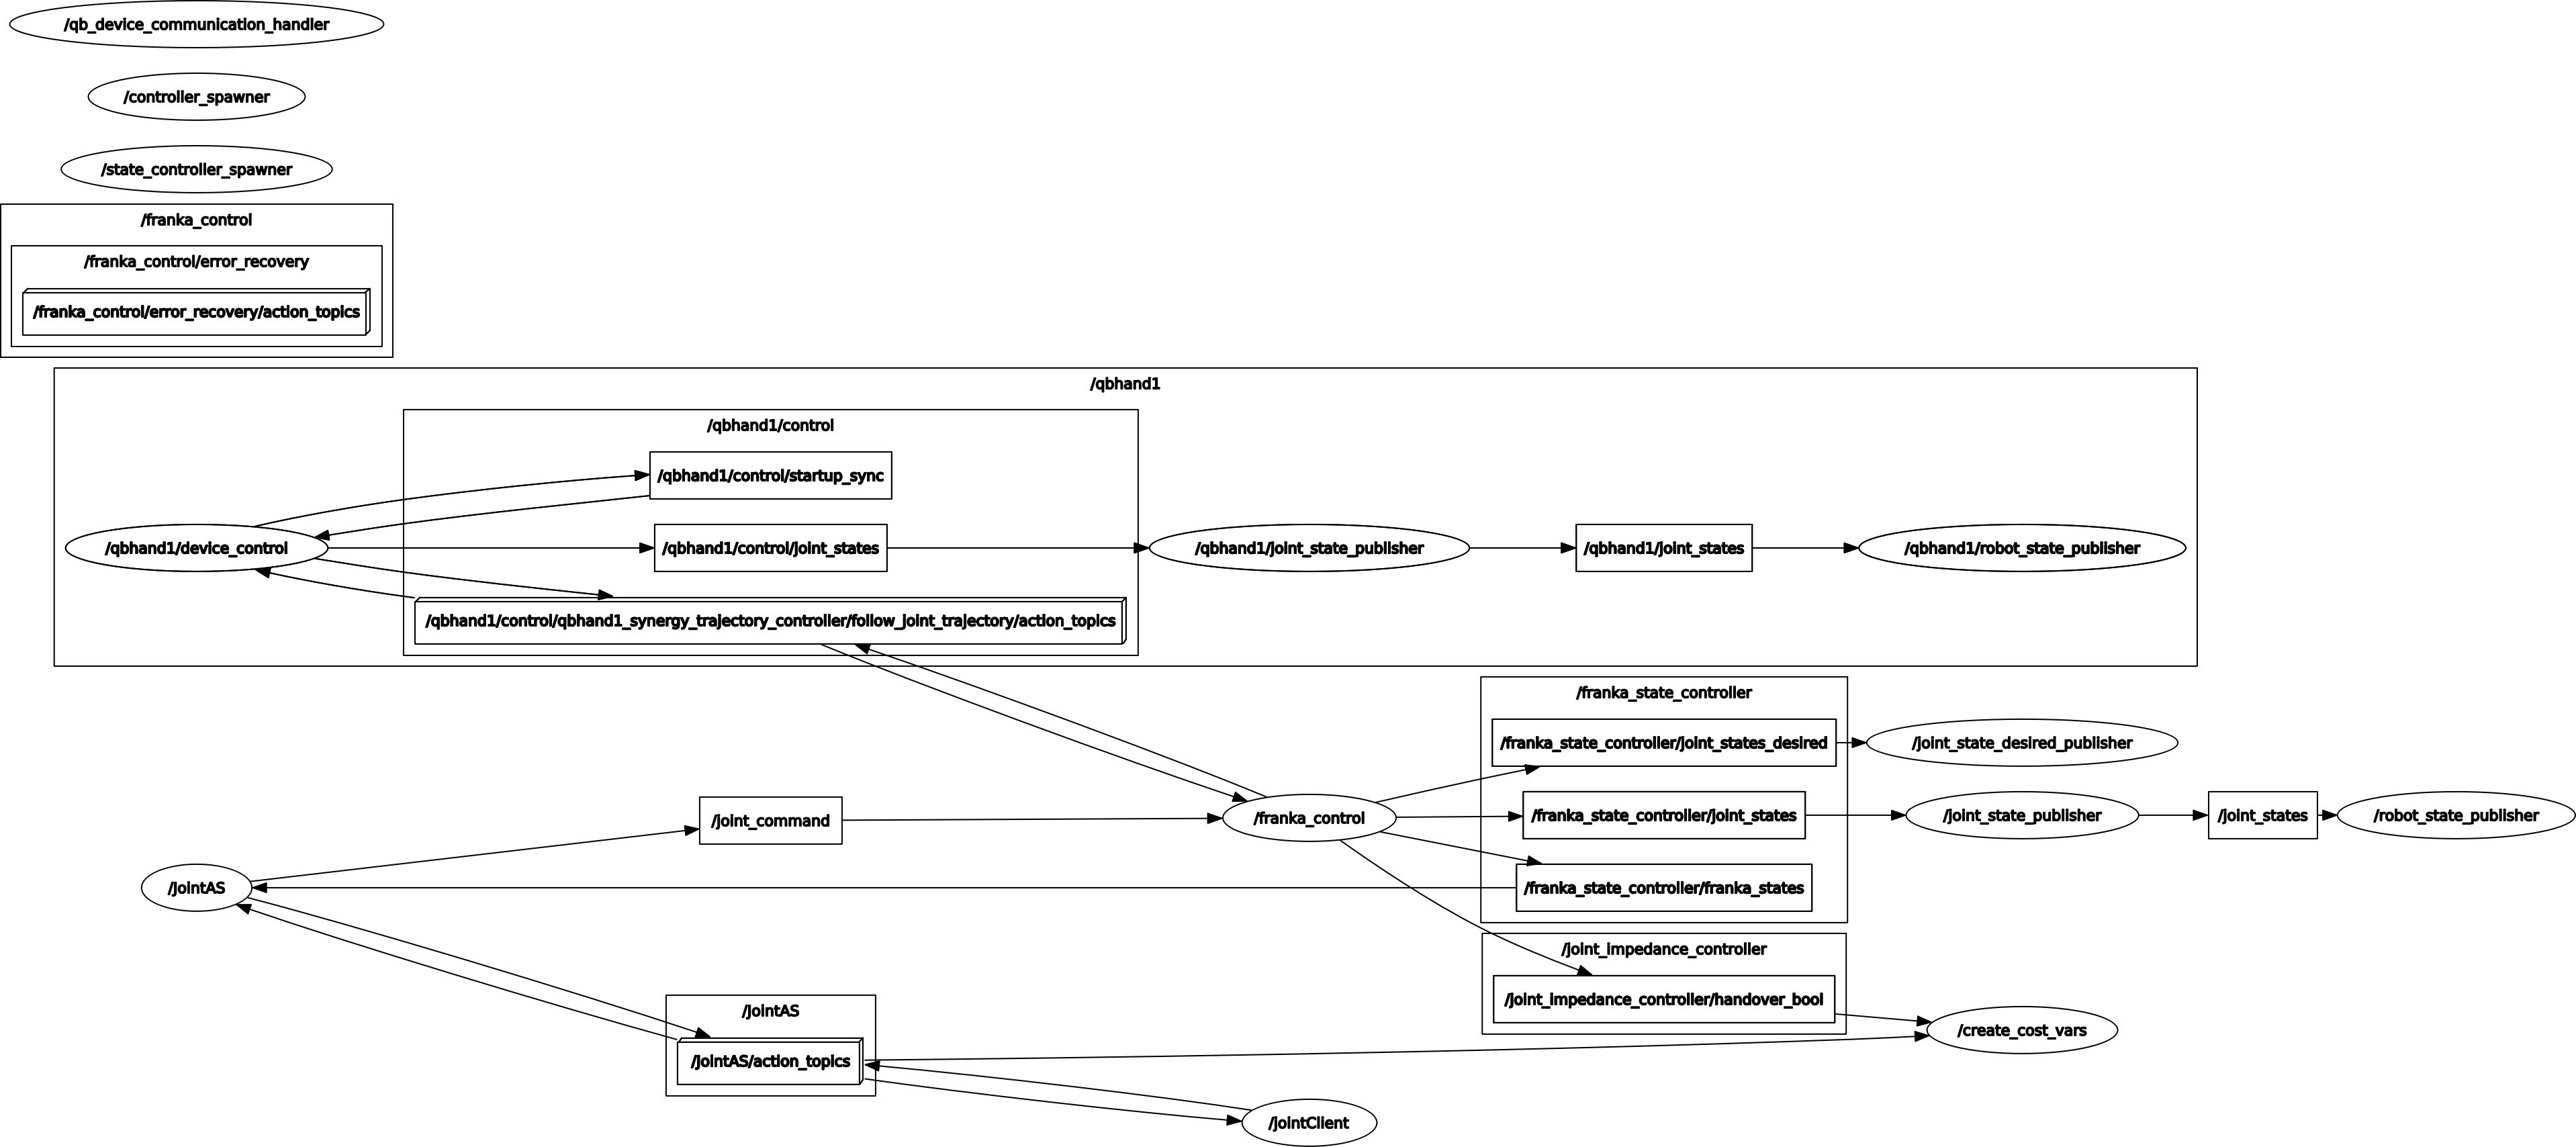 /qb_device_communication_handler
/controller_spawner
/state_controller_spawner
/franka_control
/franka_control/error_recovery
/franka_control/error_recovery/action_topics
/qbhand1
/qbhand1/control
/qbhand1/control/startup_sync
/qbhand1/device_control
/qbhand1/control/joint_states
/qbhand1/joint_state_publisher
/qbhand1/joint_states
/qbhand1/robot_state_publisher
/qbhand1/control/qbhand1_synergy_trajectory_controller/follow_joint_trajectory/action_topics
/franka_state_controller
/franka_state_controller/joint_states_desired
/joint_state_desired_publisher
/joint_command
/franka_control
/franka_state_controller/joint_states
/joint_state_publisher
/joint_states
/robot_state_publisher
/jointAS
/franka_state_controller/franka_states
/joint_impedance_controller
/joint_impedance_controller/handover_bool
/jointAS
/create_cost_vars
/jointAS/action_topics
/jointClient